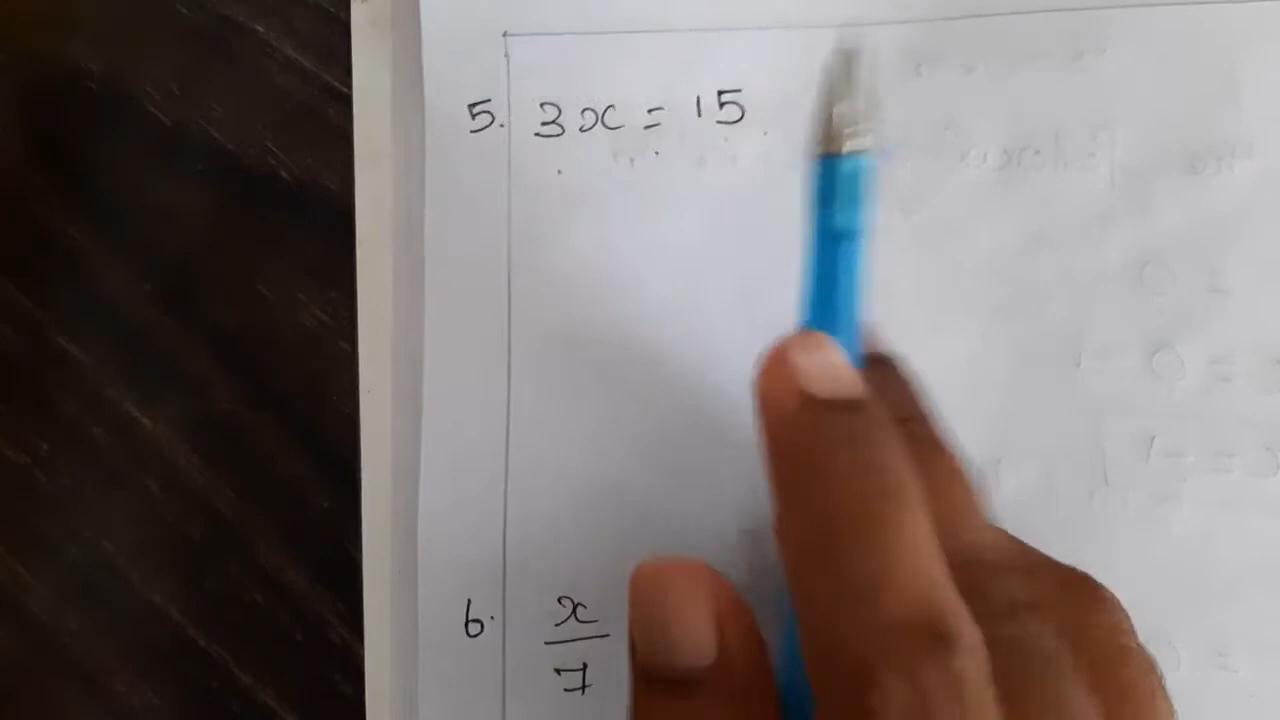 5. 3x = 15
6. x/7